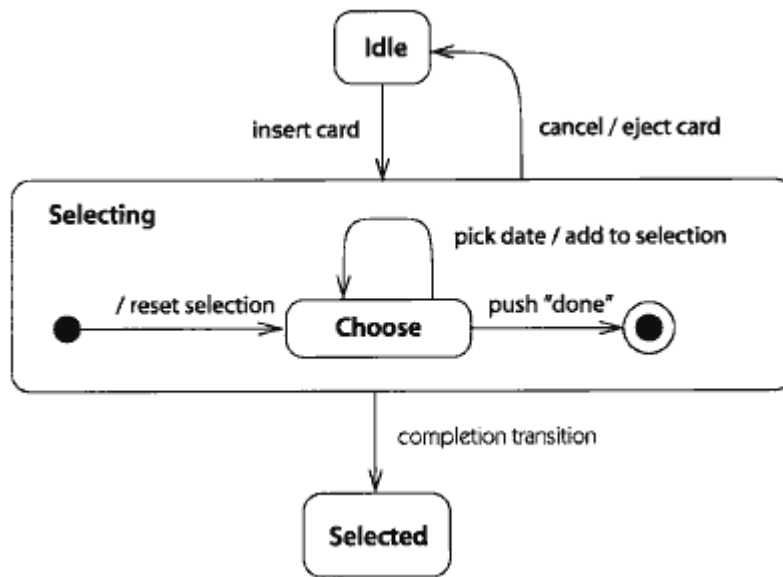 Idle
insert card
cancel / eject card
Selecting
pick date / add to selection
/ reset selection
Choose
push "done"
completion transition
Selected